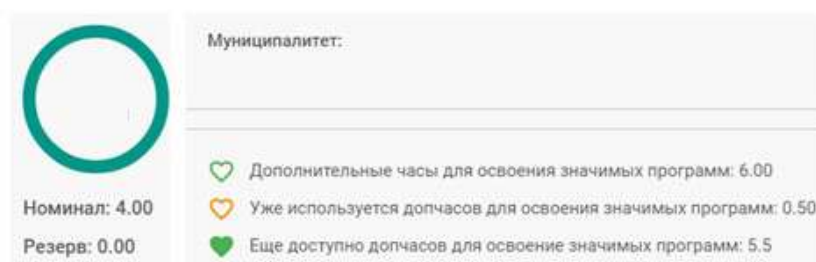 Муниципалитет:
Дополнительные часы для освоения значимых программ: 6.00
Номинал: 4.00
Уже используется допчасов для освоения значимых программ: 0.50
Резерв: 0.00
Еще доступно допчасов для освоение значимых программ: 5.5